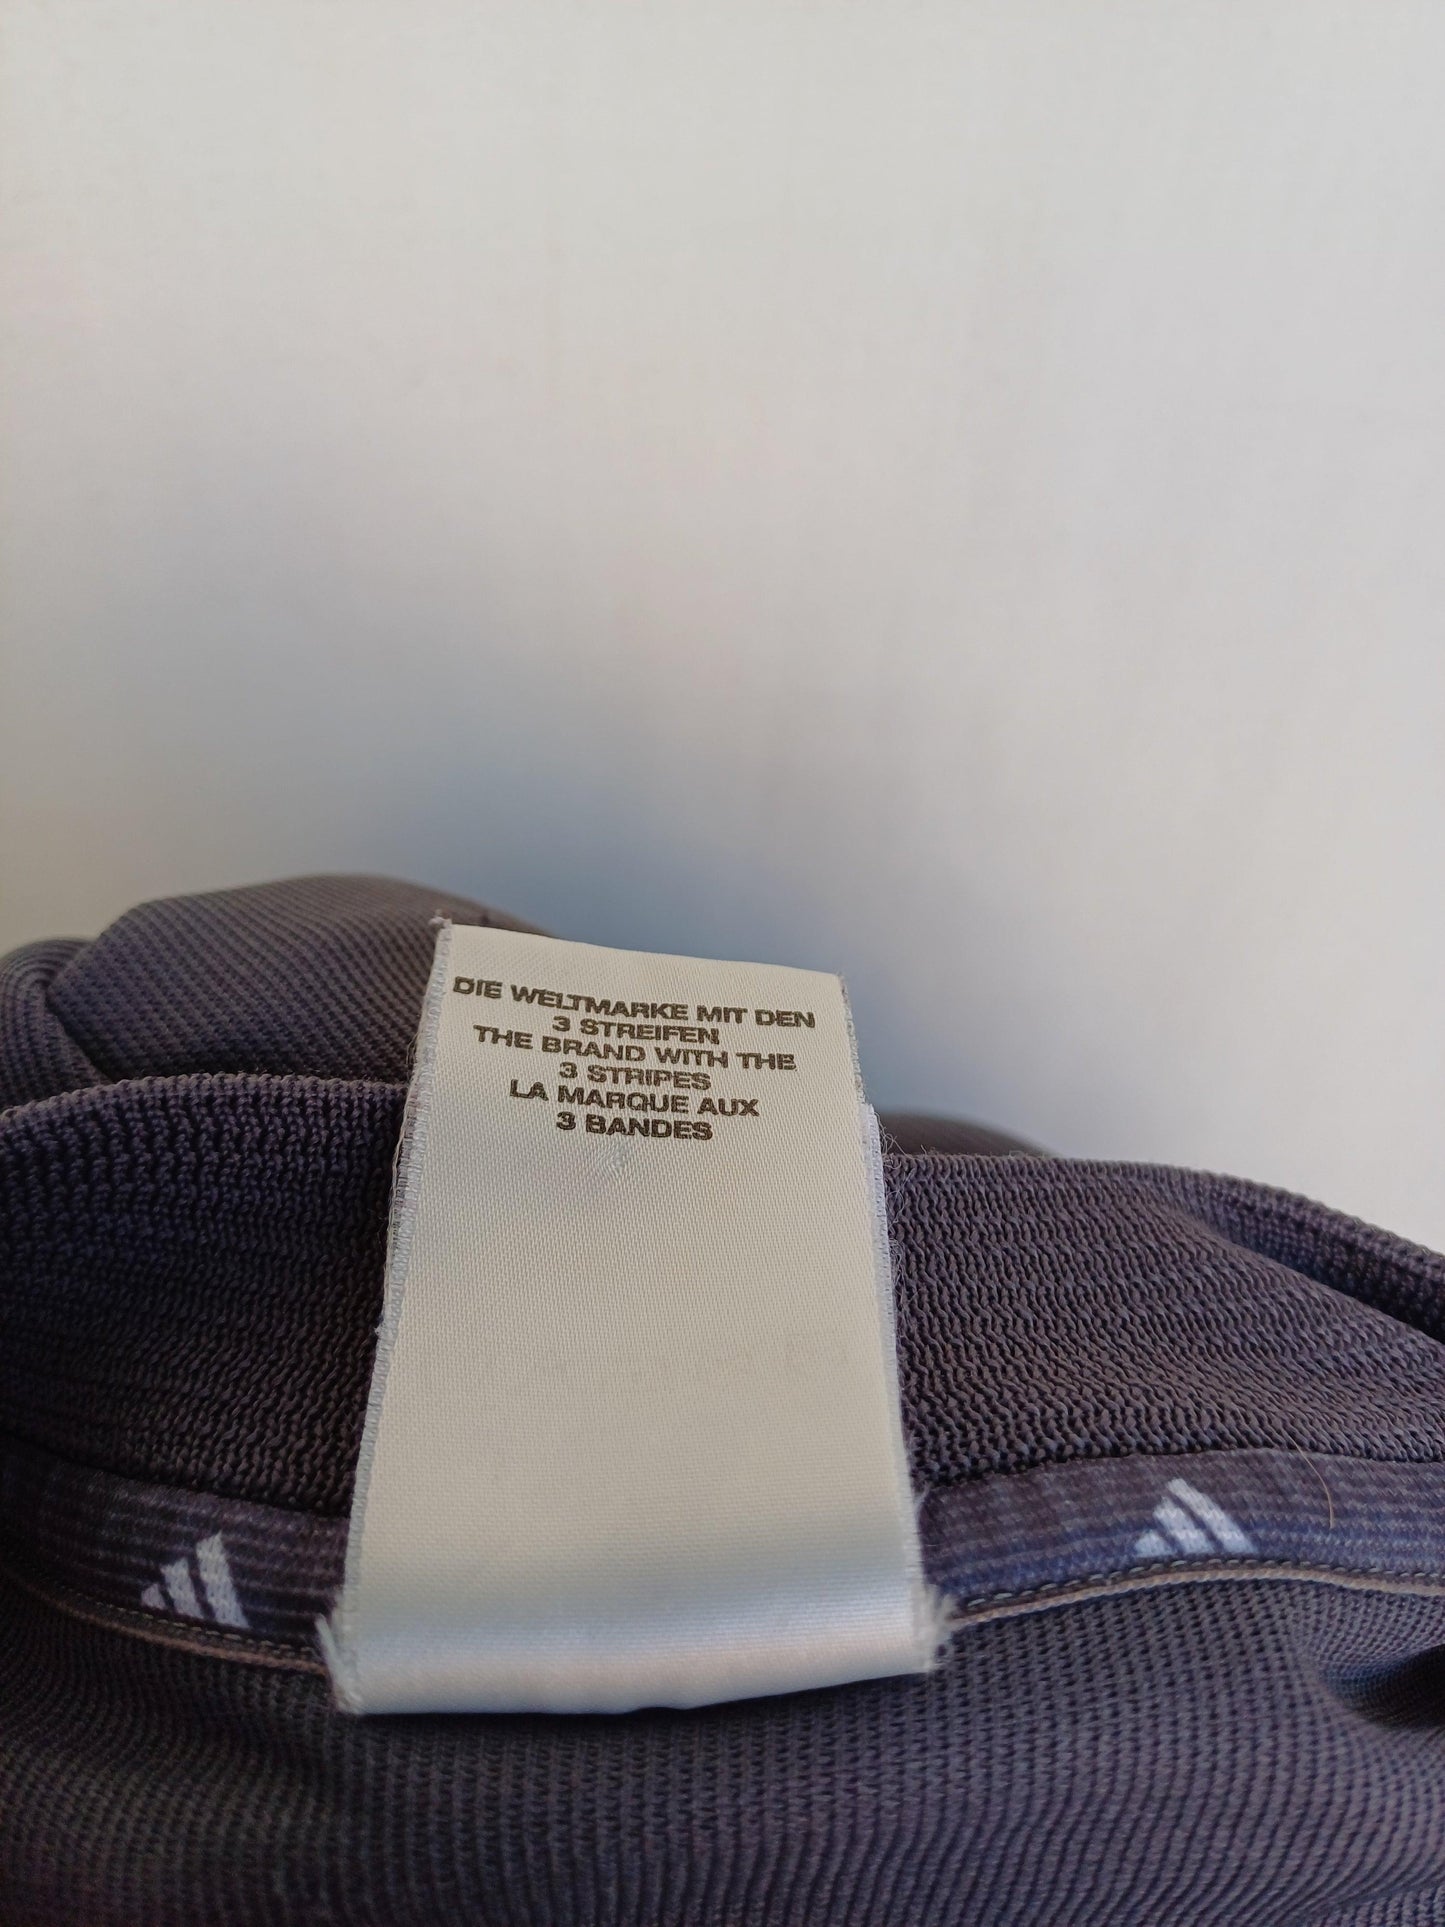 DIE WELTMARKE MIT DEN
3 STREIFEN
THE BRAND WITH THE
3 STRIPES
LA MARQUE AUX
3 BANDES